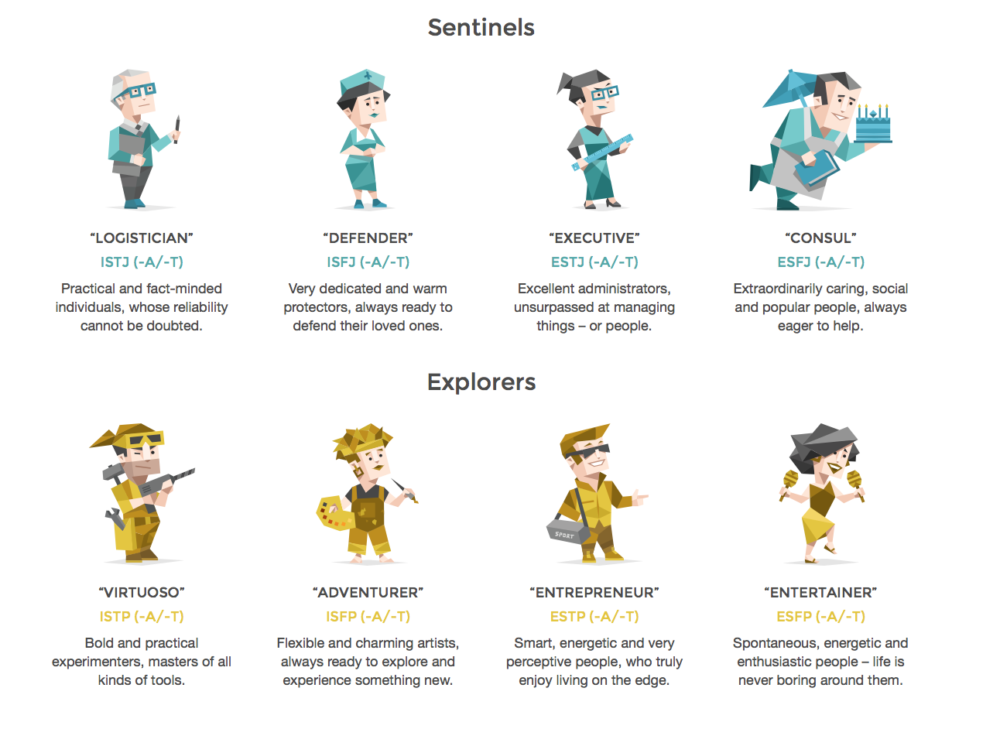 Sentinels
“LOGISTICIAN”
ISTJ (-A/-T)
Practical and fact-minded
individuals, whose reliability
cannot be doubted.
“DEFENDER”
ISFJ (-A/-T)
Very dedicated and warm
protectors, always ready to
defend their loved ones.
“EXECUTIVE”
ESTJ (-A/-T)
Excellent administrators,
unsurpassed at managing
things – or people.
“CONSUL”
ESFJ (-A/-T)
Extraordinarily caring, social
and popular people, always
eager to help.
Explorers
“VIRTUOSO”
ISTP (-A/-T)
Bold and practical
experimenters, masters of all
kinds of tools.
“ADVENTURER”
ISFP (-A/-T)
Flexible and charming artists,
always ready to explore and
experience something new.
SPORT
“ENTREPRENEUR”
ESTP (-A/-T)
Smart, energetic and very
perceptive people, who truly
enjoy living on the edge.
“ENTERTAINER”
ESFP (-A/-T)
Spontaneous, energetic and
enthusiastic people – life is
never boring around them.